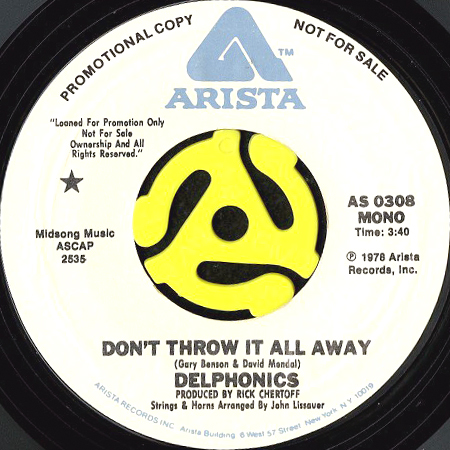 PROMOTIONAL COPY
NOT FOR SALE
TM
ARISTA
"Loaned For Promotion Only
Not For Sale
Ownership And All
Rights Reserved."
AS 0308
MONO
Time: 3:40
Midsong Music
ASCAP
2535
℗ 1978 Arista
Records, Inc.
DON'T THROW IT ALL AWAY
(Gary Benson & David Mendal)
DELPHONICS
PRODUCED BY RICK CHERTOFF
Strings & Horns Arranged By John Lissauer
ARISTA RECORDS INC. Arista Building 6 West 57 Street New York, N.Y. 10019